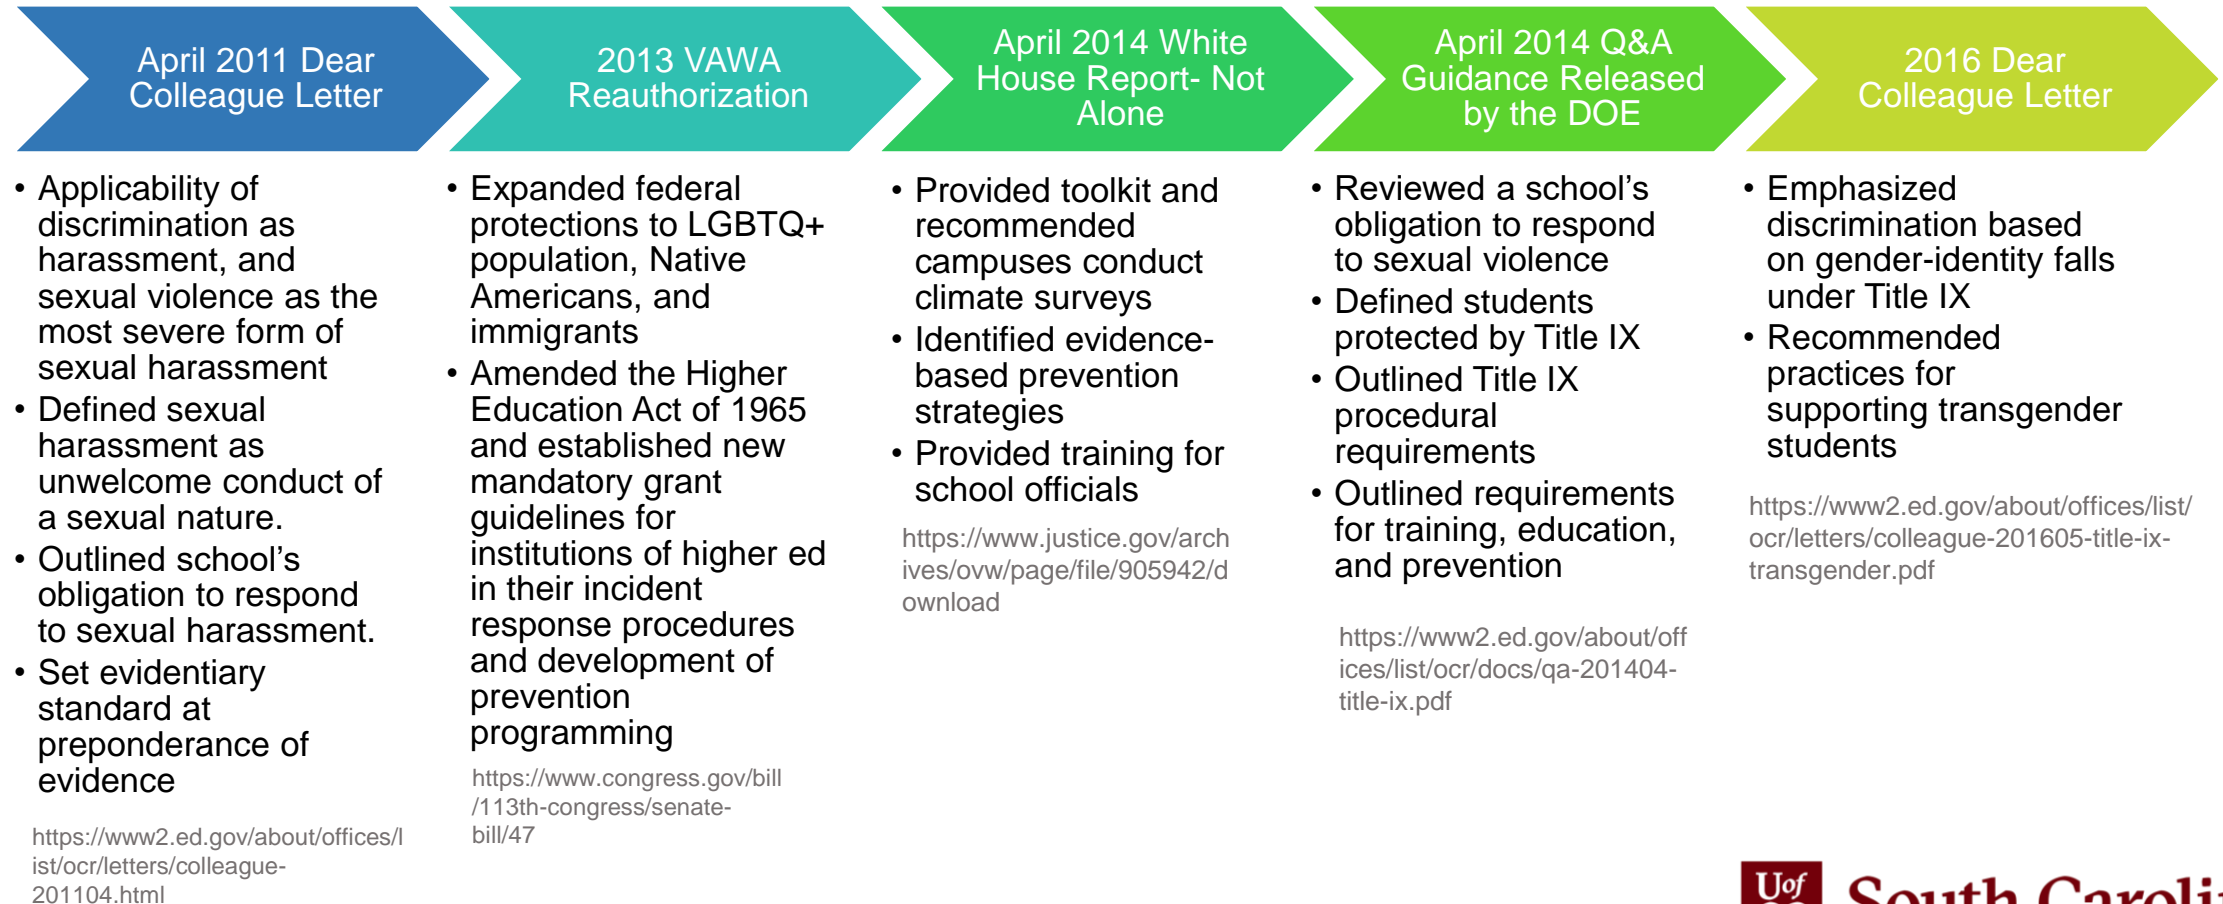 April 2011 Dear
Colleague Letter
• Applicability of
discrimination as
harassment, and
sexual violence as the
most severe form of
sexual harassment
• Defined sexual
harassment as
unwelcome conduct of
a sexual nature.
• Outlined school's
obligation to respond
to sexual harassment.
• Set evidentiary
standard at
preponderance of
evidence
https://www2.ed.gov/about/offices/l
ist/ocr/letters/colleague-
201104.html
2013 VAWA
Reauthorization
• Expanded federal
protections to LGBTQ+
population, Native
Americans, and
immigrants
• Amended the Higher
Education Act of 1965
and established new
mandatory grant
guidelines for
institutions of higher ed
in their incident
response procedures
and development of
prevention
programming
https://www.congress.gov/bill
/113th-congress/senate-
bill/47
April 2014 White
House Report- Not
Alone
• Provided toolkit and
recommended
campuses conduct
climate surveys
• Identified evidence-
based prevention
strategies
• Provided training for
school officials
https://www.justice.gov/arch
ives/ovw/page/file/905942/d
ownload
April 2014 Q&A
Guidance Released
by the DOE
• Reviewed a school's
obligation to respond
to sexual violence
• Defined students
protected by Title IX
• Outlined Title IX
procedural
requirements
• Outlined requirements
for training, education,
and prevention
https://www2.ed.gov/about/off
ices/list/ocr/docs/qa-201404-
title-ix.pdf
2016 Dear
Colleague Letter
• Emphasized
discrimination based
on gender-identity falls
under Title IX
• Recommended
practices for
supporting transgender
students
https://www2.ed.gov/about/offices/list/
ocr/letters/colleague-201605-title-ix-
transgender.pdf
Uof
South